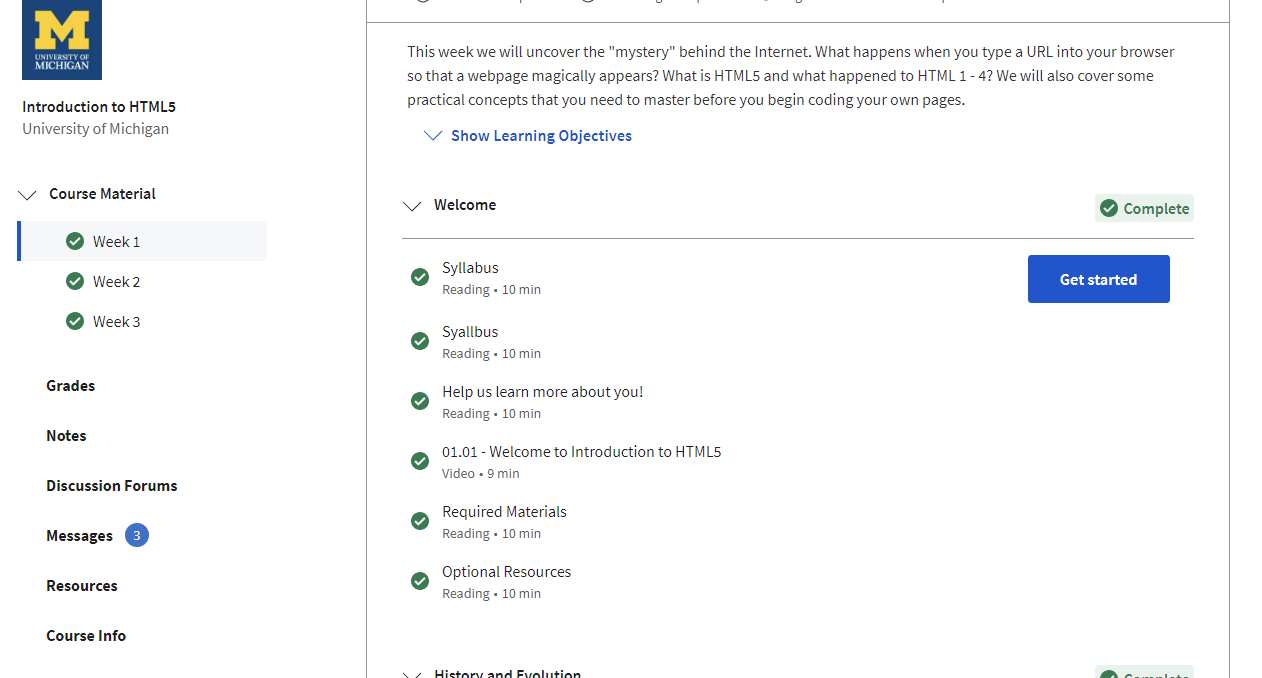 UNIVERSITY OF
MICHIGAN
Introduction to HTML5
University of Michigan
Course Material
Week 1
Week 2
Week 3
Grades
Notes
Discussion Forums
Messages 3
Resources
Course Info
This week we will uncover the "mystery" behind the Internet. What happens when you type a URL into your browser
so that a webpage magically appears? What is HTML5 and what happened to HTML 1 - 4? We will also cover some
practical concepts that you need to master before you begin coding your own pages.
Show Learning Objectives
Welcome
Complete
Syllabus
Reading • 10 min
Get started
Syallbus
Reading • 10 min
Help us learn more about you!
Reading • 10 min
01.01 - Welcome to Introduction to HTML5
Video • 9 min
Required Materials
Reading • 10 min
Optional Resources
Reading • 10 min
History and Evolution
Complete